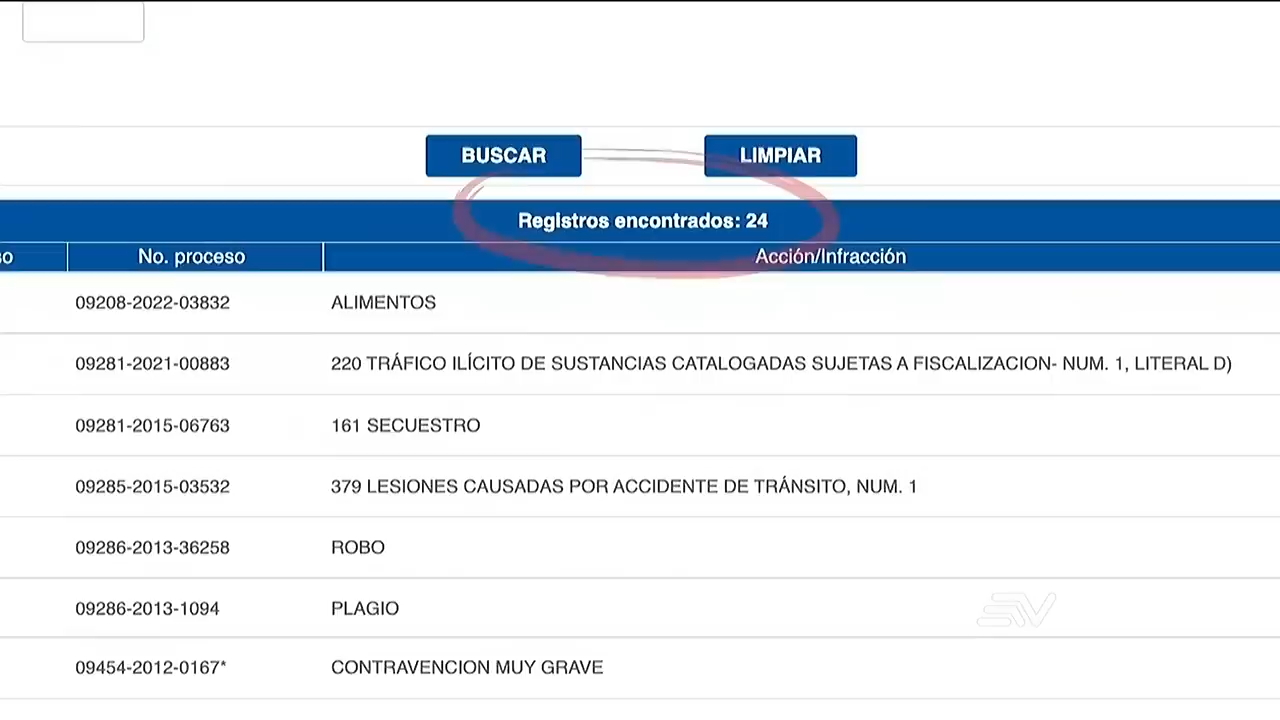 BUSCAR LIMPIAR
Registros encontrados: 24
so No. proceso Acción/Infracción
09208-2022-03832 ALIMENTOS
09281-2021-00883 220 TRÁFICO ILÍCITO DE SUSTANCIAS CATALOGADAS SUJETAS A FISCALIZACION- NUM. 1, LITERAL D)
09281-2015-06763 161 SECUESTRO
09285-2015-03532 379 LESIONES CAUSADAS POR ACCIDENTE DE TRÁNSITO, NUM. 1
09286-2013-36258 ROBO
09286-2013-1094 PLAGIO
09454-2012-0167* CONTRAVENCION MUY GRAVE